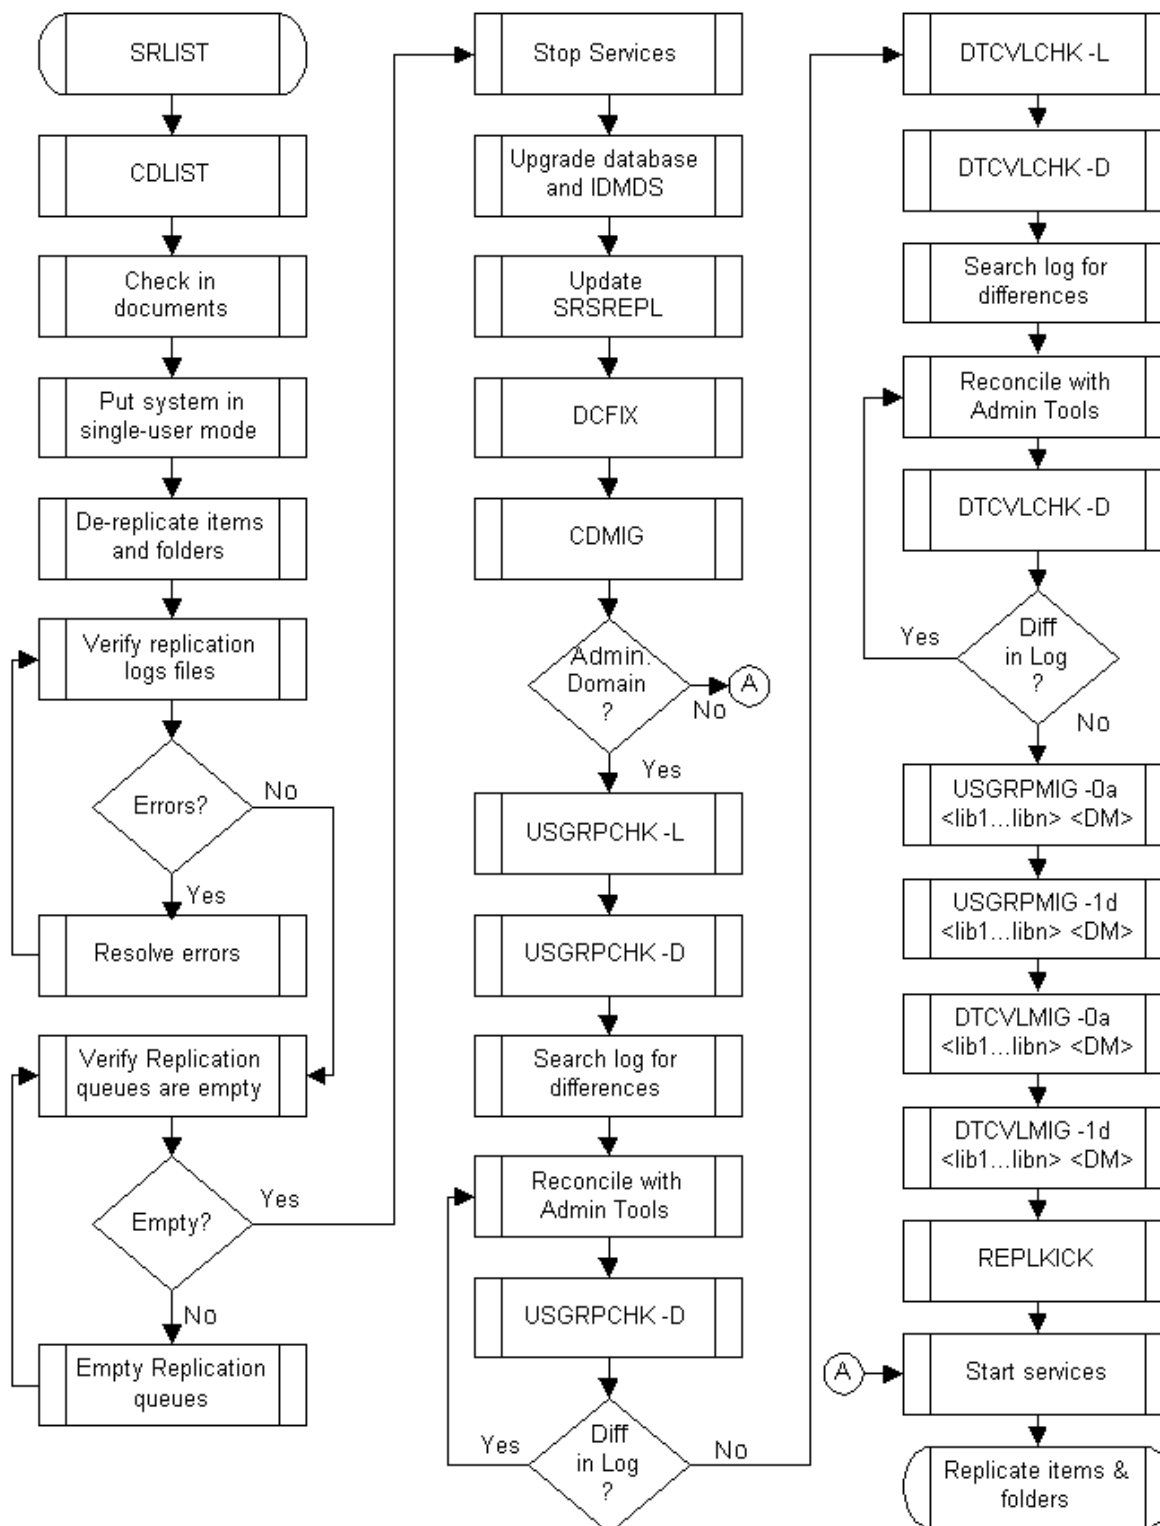 SRLIST
CDLIST
Check in
documents
Put system in
single-user mode
De-replicate items
and folders
Verify replication
logs files
Errors?
No
Yes
Resolve errors
Verify Replication
queues are empty
Empty?
Yes
No
Empty Replication
queues
Stop Services
Upgrade database
and IDMDS
Update
SRSREPL
DCFIX
CDMIG
Admin.
Domain
?
A
No
Yes
USGRPCHK -L
USGRPCHK -D
Search log for
differences
Reconcile with
Admin Tools
USGRPCHK -D
Diff
in Log
?
Yes
No
DTCVLCHK -L
DTCVLCHK -D
Search log for
differences
Reconcile with
Admin Tools
DTCVLCHK -D
Diff
in Log
?
Yes
No
USGRPMIG -0a
<lib1...libn> <DM>
USGRPMIG -1d
<lib1...libn> <DM>
DTCVLMIG -0a
<lib1...libn> <DM>
DTCVLMIG -1d
<lib1...libn> <DM>
REPLKICK
A
Start services
Replicate items &
folders